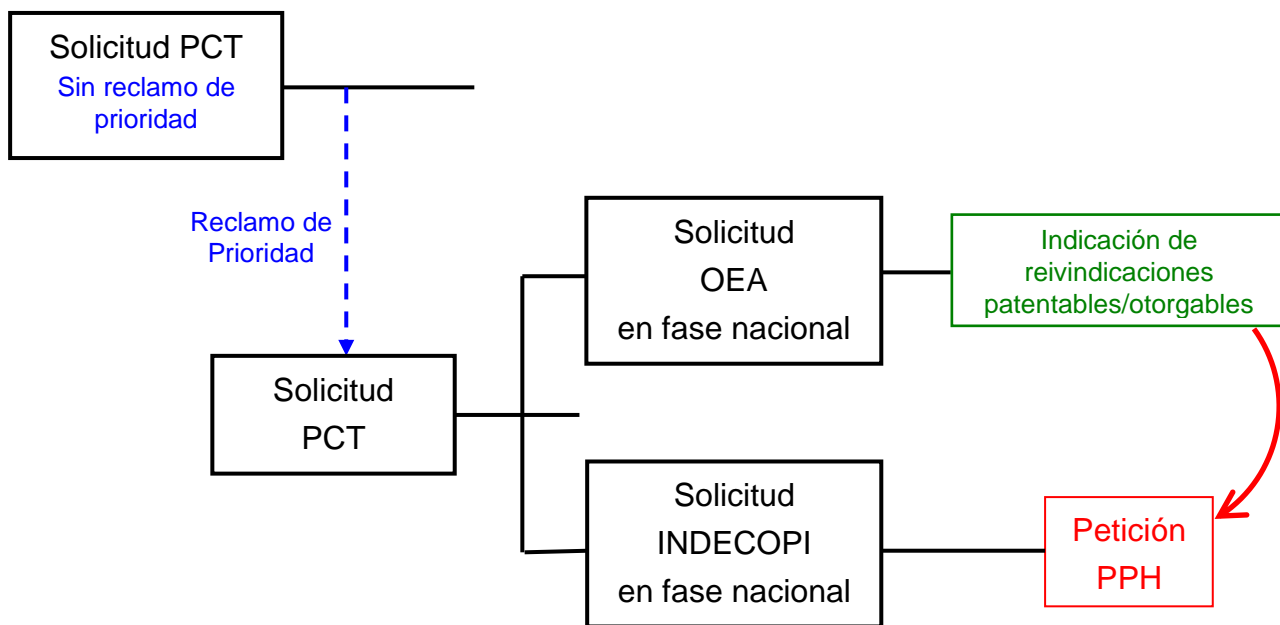 Solicitud PCT
Sin reclamo de
prioridad
Reclamo de
Prioridad
Solicitud
OEA
en fase nacional
Indicación de
reivindicaciones
patentables/otorgables
Solicitud
PCT
Solicitud
INDECOPI
en fase nacional
Petición
PPH